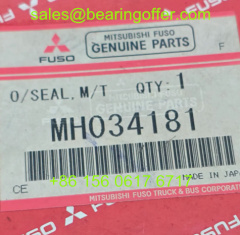 sales@bearingoffer.com
MITSUBISHI FUSO
GENUINE PARTS
FUSO
F
O/SEAL,M/T QTY:1
MH034181
MADE IN JAPAN
CE
MITSUBISHI FUSO TRUCK & BUS CORPORATION